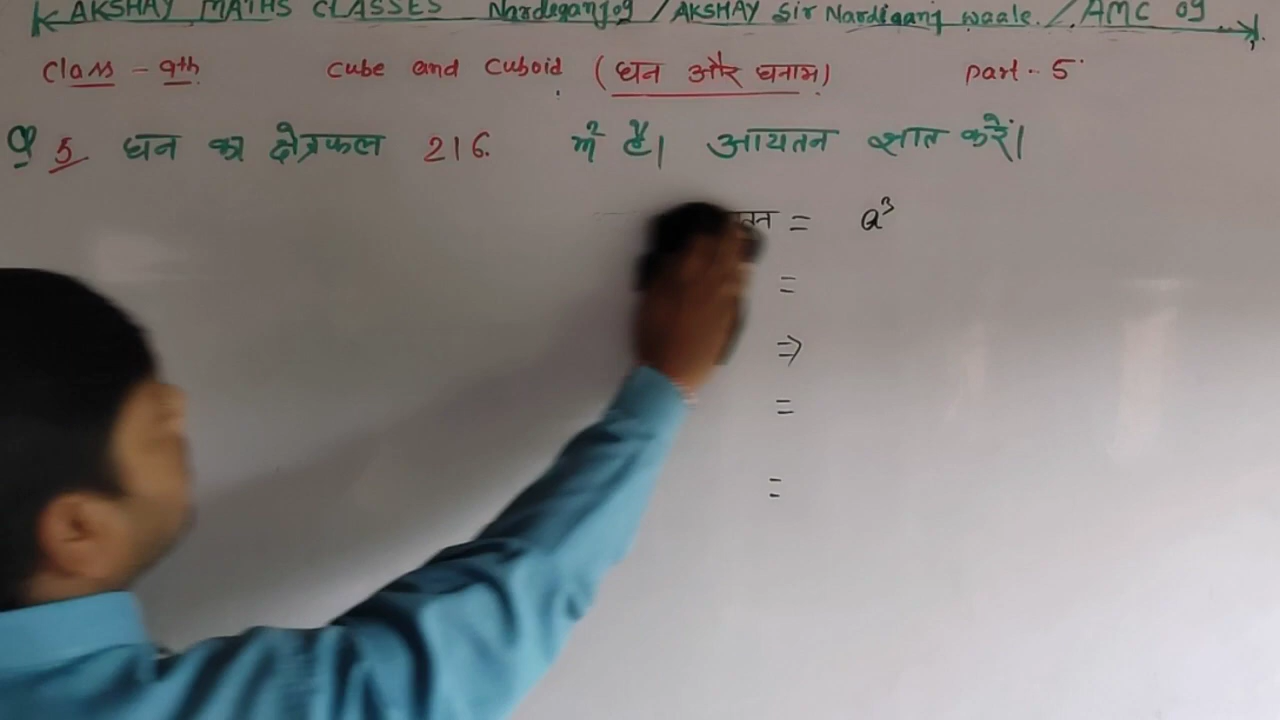 AKSHAY MATHS CLASSES Nardiganj 09 / AKSHAY Sir Nardiganj waale. / AMC 09
Class - 9th cube and cuboid (घन और घनाभ) part - 5
Q 5 घन का क्षेत्रफल 216. मी² है। आयतन ज्ञात करें।
= a³
=
⇒
=
=